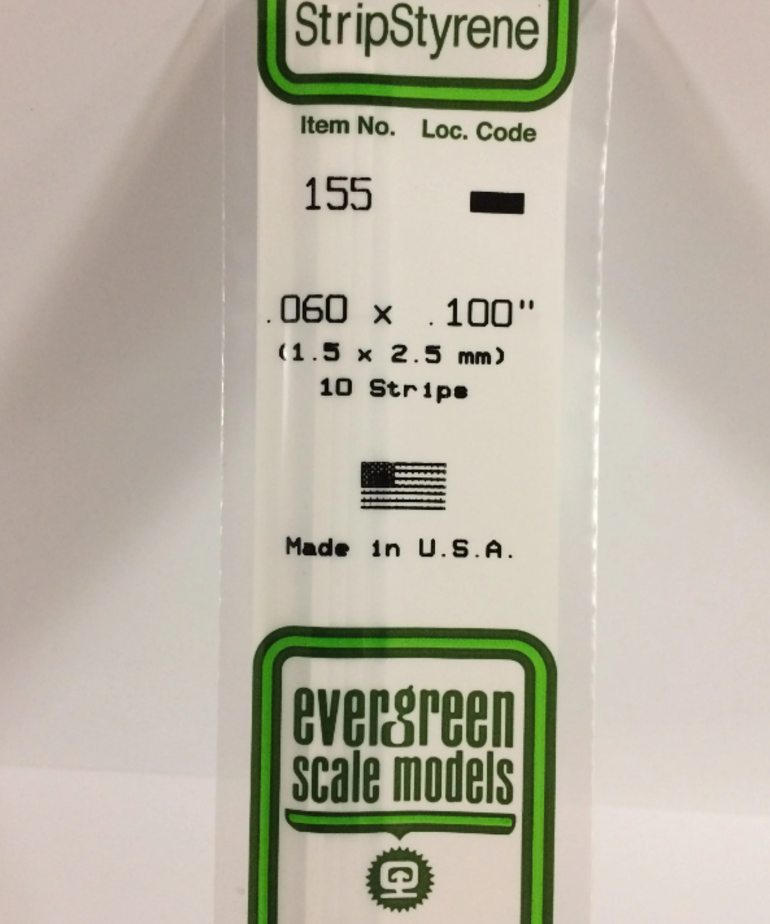 StripStyrene
Item No. Loc. Code
155
.060 x .100"
(1.5 x 2.5 mm)
10 Strips
Made in U.S.A.
evergreen
scale models